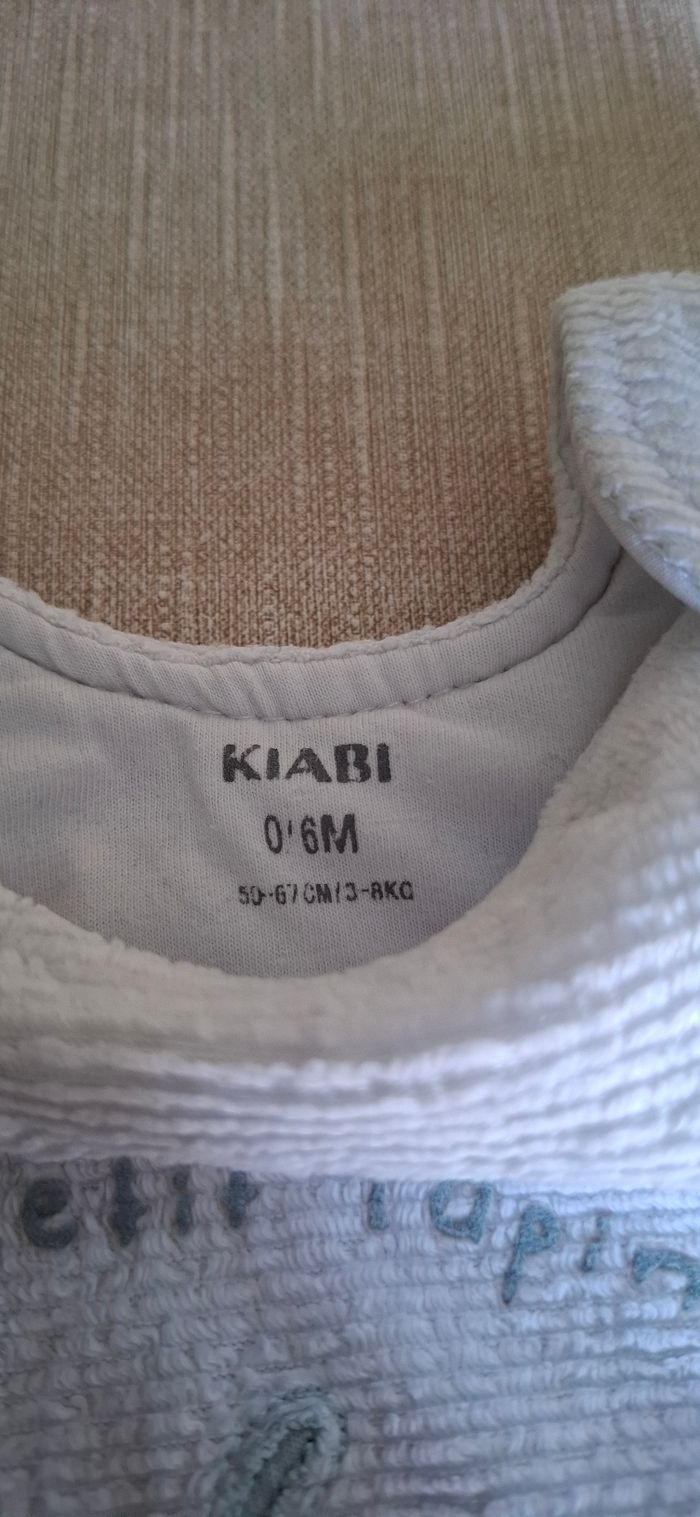 KIABI
0'6M
50-67CM/3-8KG
etit lapin